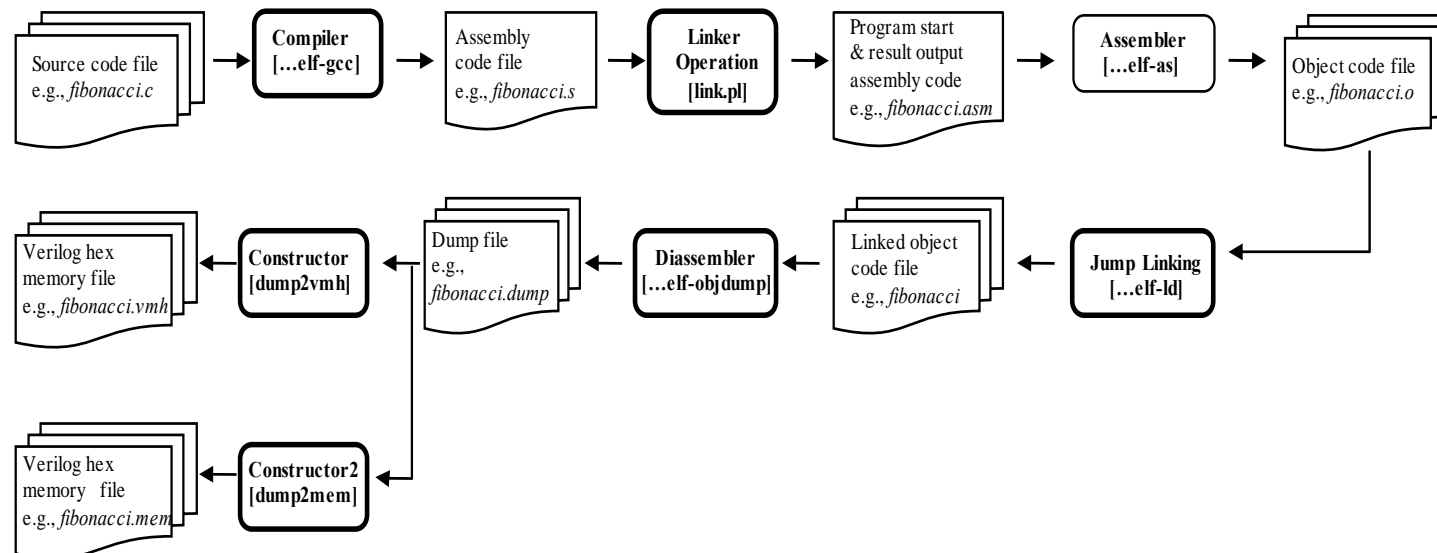 Source code file
e.g., fibonacci.c
Compiler
[...elf-gcc]
Assembly
code file
e.g., fibonacci.s
Linker
Operation
[link.pl]
Program start
& result output
assembly code
e.g., fibonacci.asm
Assembler
[...elf-as]
Object code file
e.g., fibonacci.o
Verilog hex
memory file
e.g., fibonacci.vmh
Constructor
[dump2vmh]
Dump file
e.g.,
fibonacci.dump
Diassembler
[...elf-objdump]
Linked object
code file
e.g., fibonacci
Jump Linking
[...elf-ld]
Verilog hex
memory file
e.g., fibonacci.mem
Constructor2
[dump2mem]